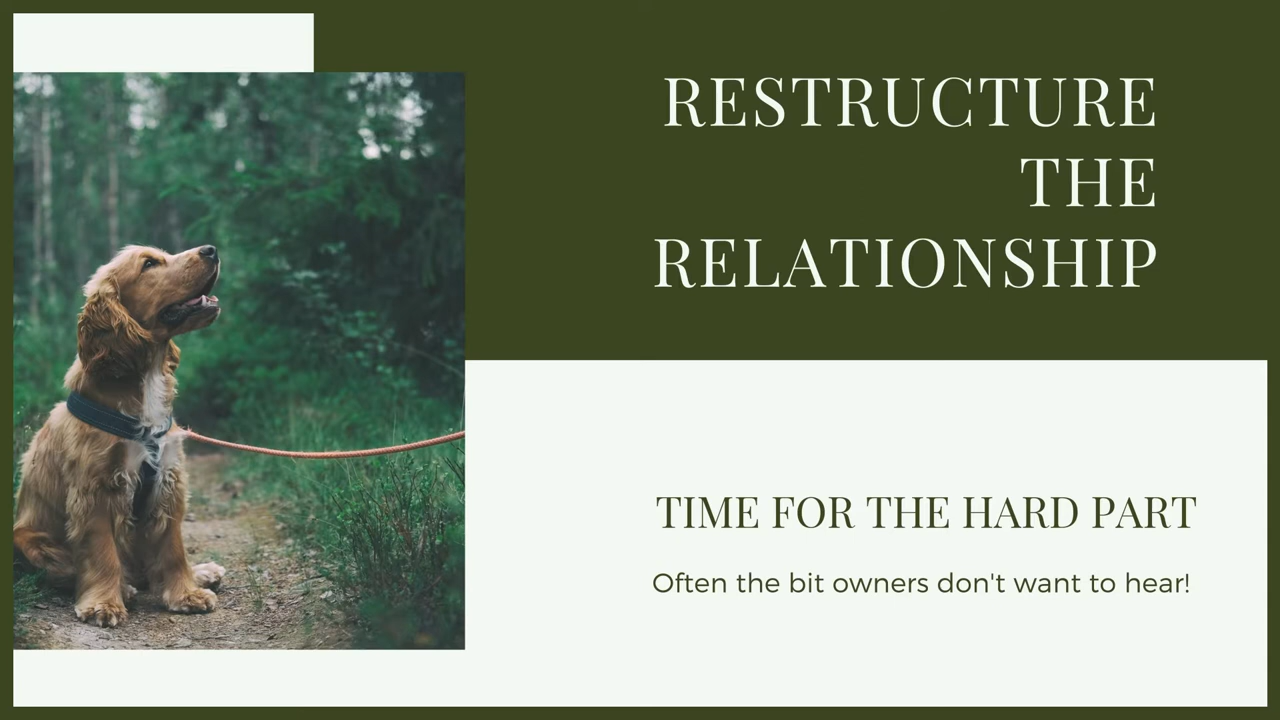 RESTRUCTURE
THE
RELATIONSHIP
TIME FOR THE HARD PART
Often the bit owners don't want to hear!